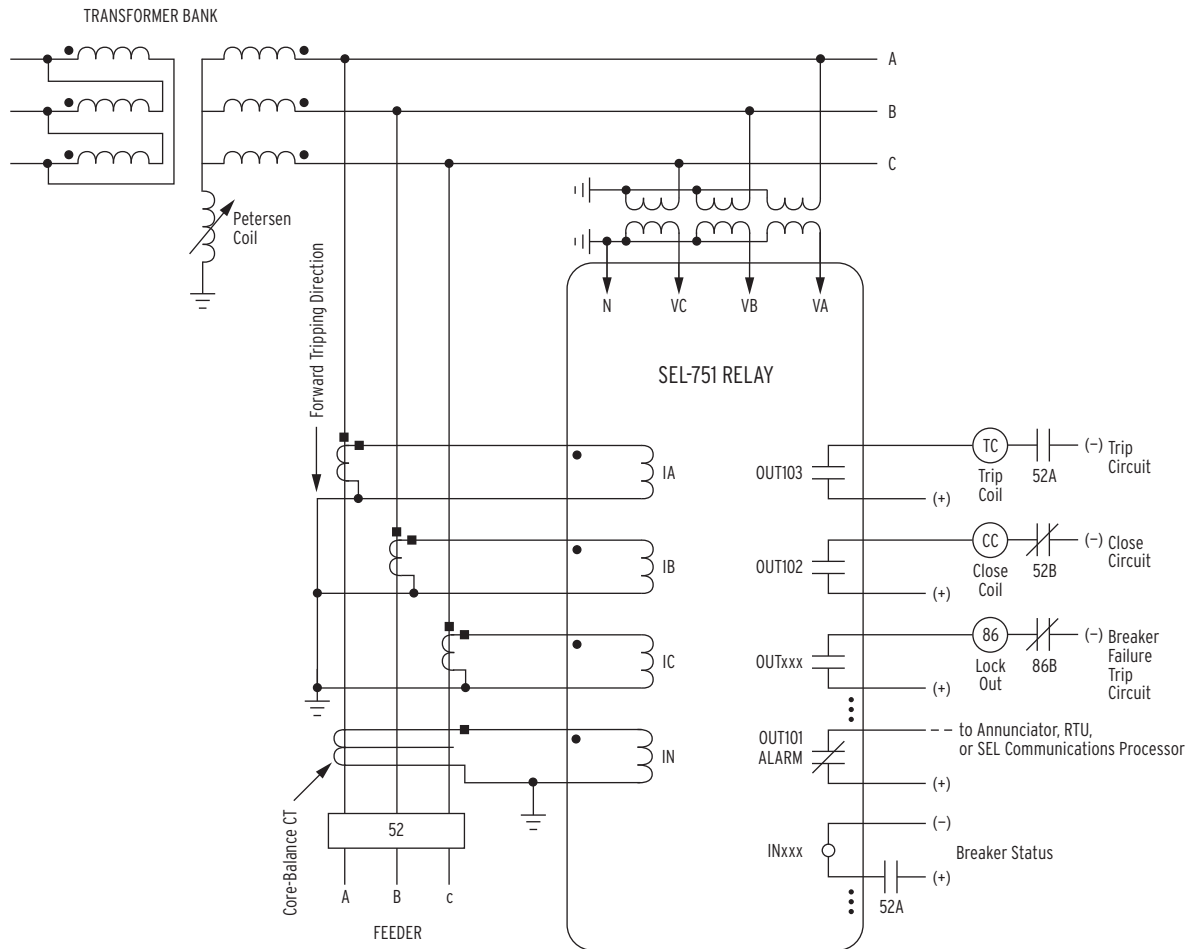 TRANSFORMER BANK
A
B
C
Petersen
Coil
Forward Tripping Direction
N
VC
VB
VA
SEL-751 RELAY
IA
OUT103
TC
Trip
Coil
52A
(–) Trip
Circuit
(+)
IB
OUT102
CC
Close
Coil
52B
(–) Close
Circuit
(+)
IC
OUTxxx
86
Lock
Out
86B
(–) Breaker
Failure
Trip
Circuit
(+)
IN
OUT101
ALARM
to Annunciator, RTU,
or SEL Communications Processor
(+)
Core-Balance CT
52
INxxx
(–)
Breaker Status
(+)
52A
A
B
c
FEEDER